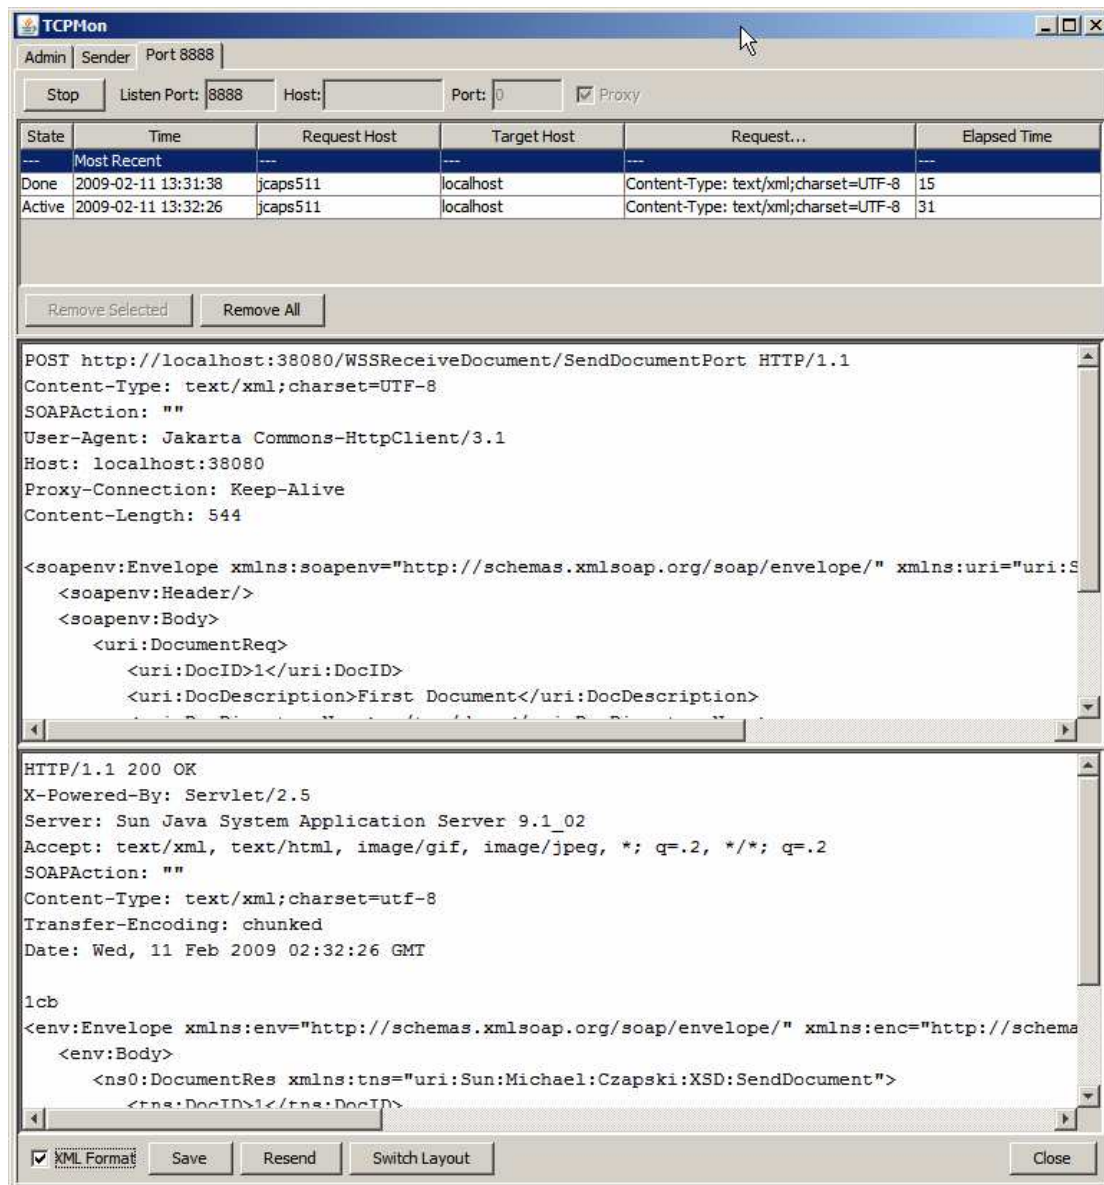 TCPMon
Admin Sender Port 8888
Stop Listen Port: 8888 Host: Port: 0 Proxy
State Time Request Host Target Host Request... Elapsed Time
--- Most Recent --- --- --- ---
Done 2009-02-11 13:31:38 jcaps511 localhost Content-Type: text/xml;charset=UTF-8 15
Active 2009-02-11 13:32:26 jcaps511 localhost Content-Type: text/xml;charset=UTF-8 31
Remove Selected Remove All
POST http://localhost:38080/WSSReceiveDocument/SendDocumentPort HTTP/1.1
Content-Type: text/xml;charset=UTF-8
SOAPAction: ""
User-Agent: Jakarta Commons-HttpClient/3.1
Host: localhost:38080
Proxy-Connection: Keep-Alive
Content-Length: 544
<soapenv:Envelope xmlns:soapenv="http://schemas.xmlsoap.org/soap/envelope/" xmlns:uri="uri:S
<soapenv:Header/>
<soapenv:Body>
<uri:DocumentReq>
<uri:DocID>1</uri:DocID>
<uri:DocDescription>First Document</uri:DocDescription>
HTTP/1.1 200 OK
X-Powered-By: Servlet/2.5
Server: Sun Java System Application Server 9.1_02
Accept: text/xml, text/html, image/gif, image/jpeg, *; q=.2, */*; q=.2
SOAPAction: ""
Content-Type: text/xml;charset=utf-8
Transfer-Encoding: chunked
Date: Wed, 11 Feb 2009 02:32:26 GMT
1cb
<env:Envelope xmlns:env="http://schemas.xmlsoap.org/soap/envelope/" xmlns:enc="http://schema
<env:Body>
<ns0:DocumentRes xmlns:tns="uri:Sun:Michael:Czapski:XSD:SendDocument">
<tns:DocID>1</tns:DocID>
XML Format Save Resend Switch Layout Close